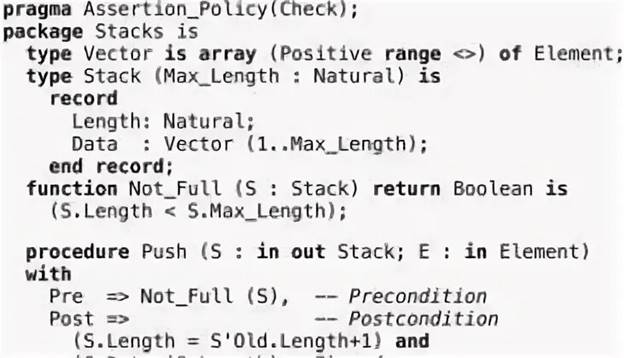 pragma Assertion_Policy(Check);
package Stacks is
  type Vector is array (Positive range <>) of Element;
  type Stack (Max_Length : Natural) is
    record
      Length: Natural;
      Data  : Vector (1..Max_Length);
    end record;
  function Not_Full (S : Stack) return Boolean is
    (S.Length < S.Max_Length);

  procedure Push (S : in out Stack; E : in Element)
  with
    Pre  => Not_Full (S),  -- Precondition
    Post =>                -- Postcondition
      (S.Length = S'Old.Length+1) and